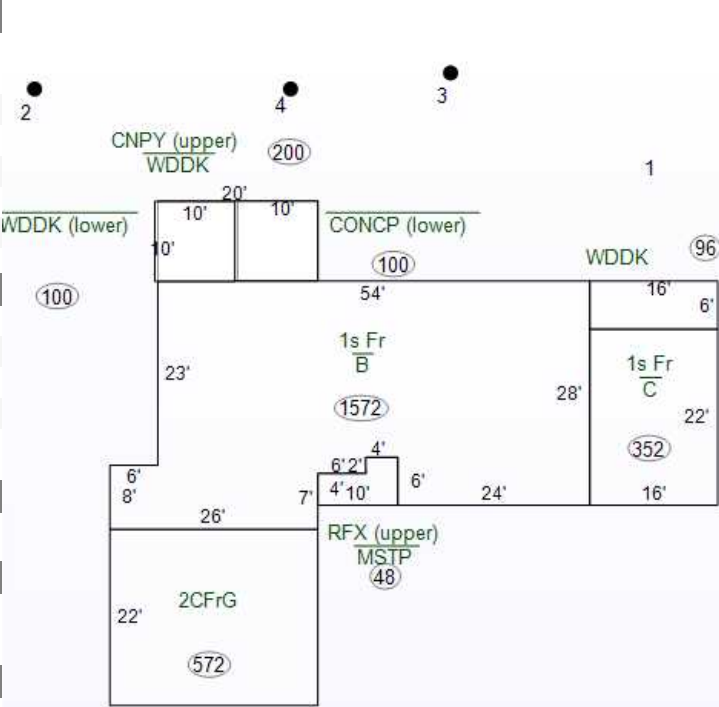 2
4
3
CNPY (upper)
WDDK
200
1
20'
10'
10'
10'
WDDK (lower)
CONCP (lower)
100
100
WDDK
96
54'
16'
6'
1s Fr
B
1572
23'
28'
1s Fr
C
352
22'
16'
4'
6'
2'
4'
10'
6'
24'
6'
8'
7'
26'
RFX (upper)
MSTP
48
2CFrG
22'
572